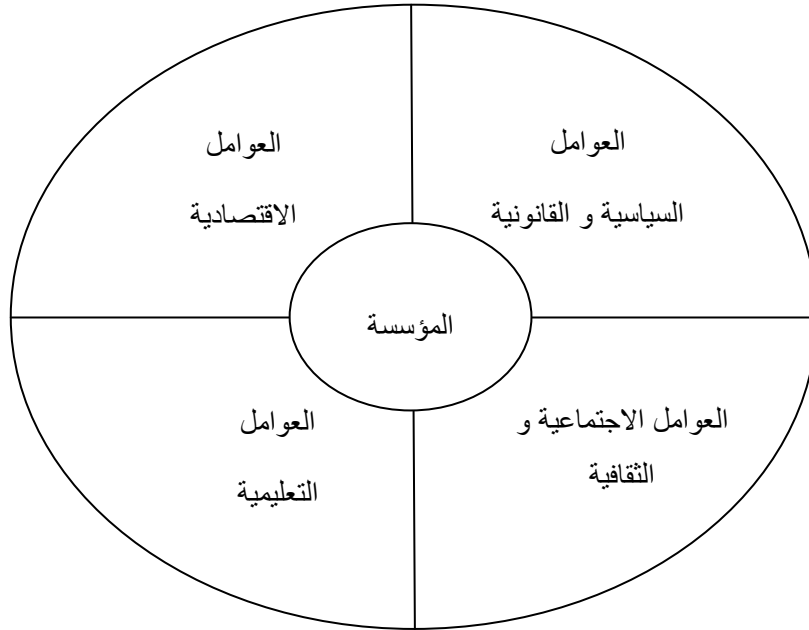 العوامل
السياسية و القانونية
العوامل
الاقتصادية
المؤسسة
العوامل الاجتماعية و
الثقافية
العوامل
التعليمية